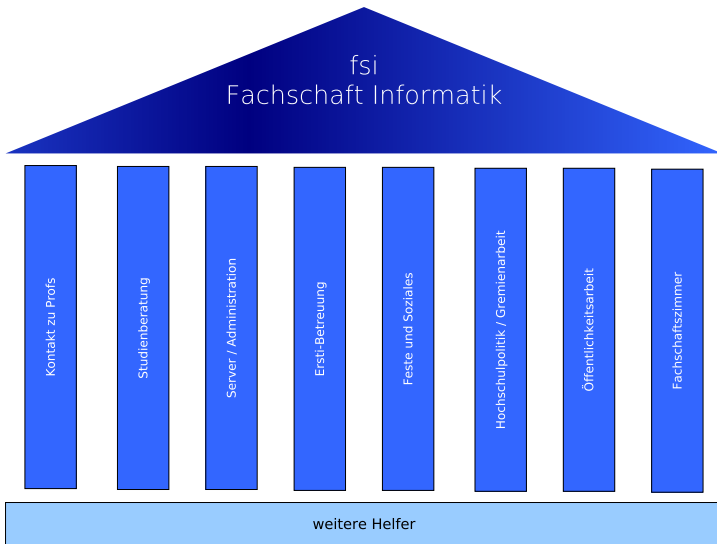 fsi
Fachschaft Informatik
Kontakt zu Profs
Studienberatung
Server / Administration
Ersti-Betreuung
Feste und Soziales
Hochschulpolitik / Gremienarbeit
Öffentlichkeitsarbeit
Fachschaftszimmer
weitere Helfer